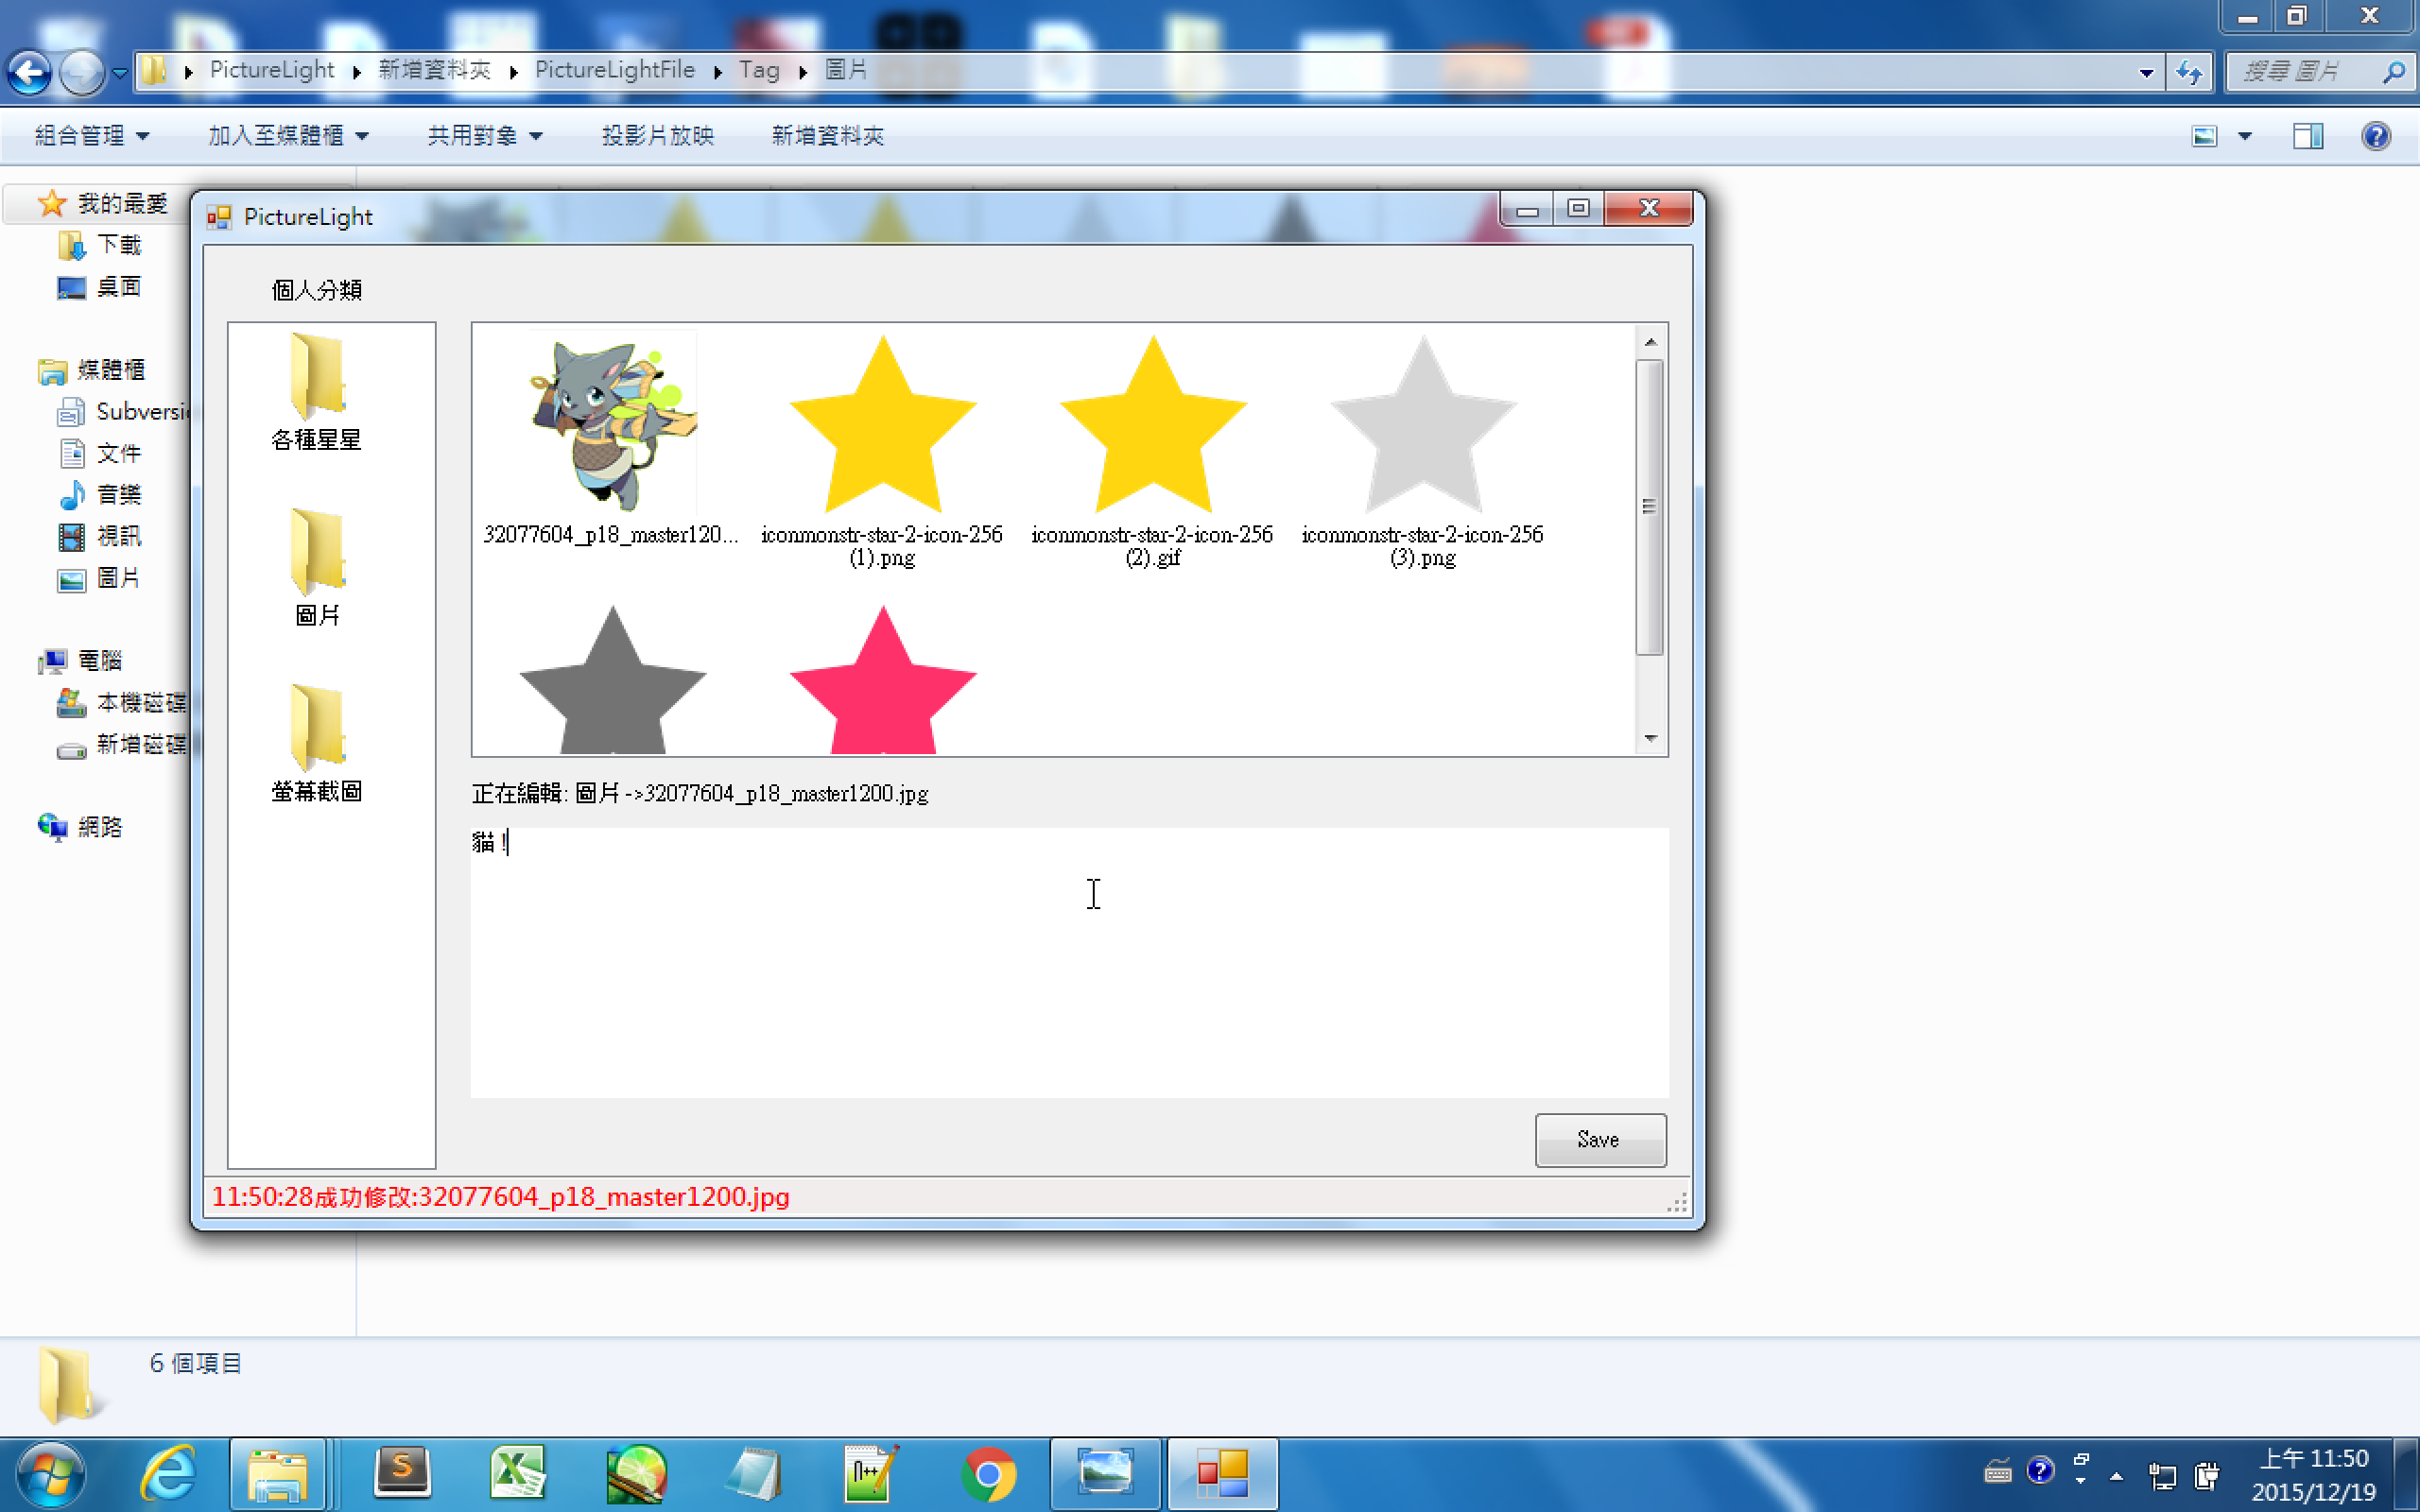 PictureLight 新增資料夾 PictureLightFile Tag 圖片
搜尋 圖片
組合管理 加入至媒體櫃 共用對象 投影片放映 新增資料夾
我的最愛
下載
桌面
媒體櫃
文件
音樂
視訊
圖片
電腦
本機磁碟
新增磁碟
網路
PictureLight
個人分類
各種星星
圖片
螢幕截圖
32077604_p18_master120...
iconmonstr-star-2-icon-256
(1).png
iconmonstr-star-2-icon-256
(2).gif
iconmonstr-star-2-icon-256
(3).png
正在編輯: 圖片 ->32077604_p18_master1200.jpg
貓！
Save
11:50:28成功修改:32077604_p18_master1200.jpg
6 個項目
上午 11:50
2015/12/19